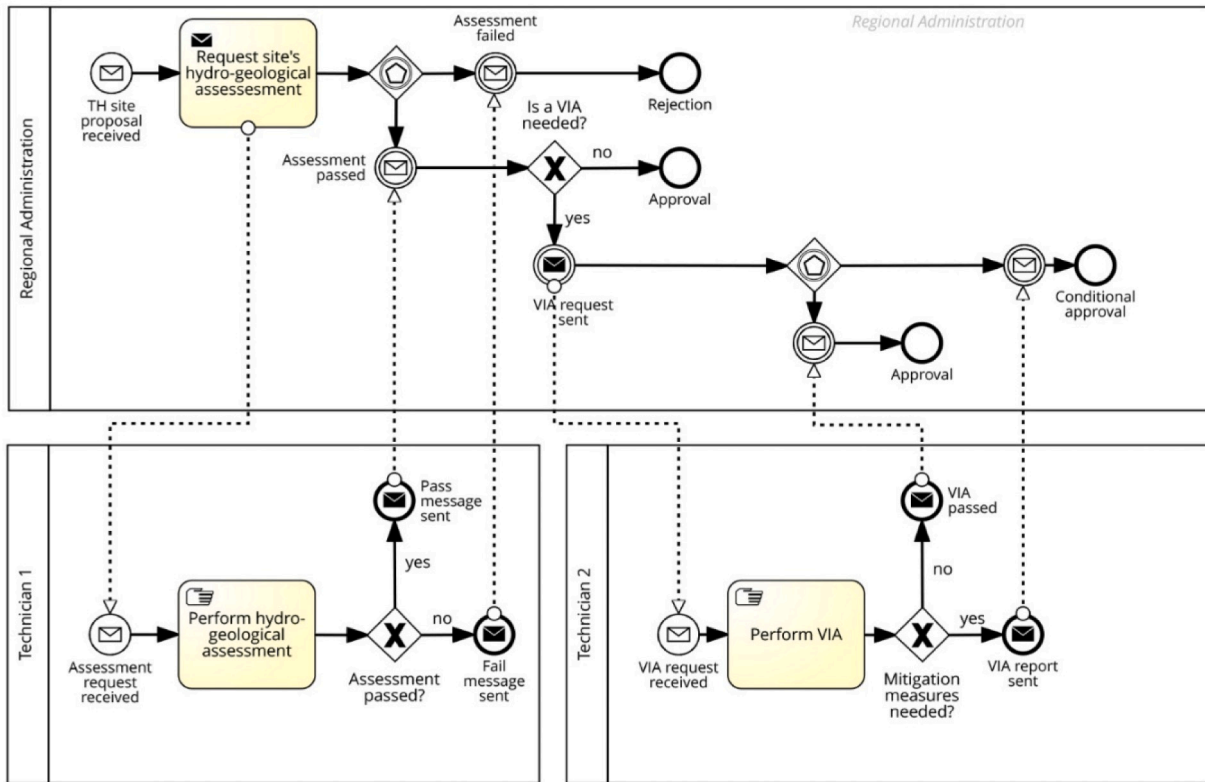 Regional Administration
Regional Administration
TH site
proposal
received
Request site's
hydro-geological
assessesment
Assessment
failed
Rejection
Assessment
passed
Is a VIA
needed?
no
Approval
yes
VIA request
sent
Conditional
approval
Approval
Technician 1
Assessment
request
received
Perform hydro-
geological
assessment
Pass
message
sent
yes
no
Assessment
passed?
Fail
message
sent
Technician 2
VIA request
received
Perform VIA
VIA
passed
no
yes
Mitigation
measures
needed?
VIA report
sent